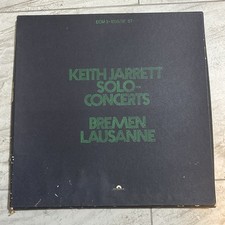 KEITH JARRETT
SOLO-
CONCERTS
BREMEN
LAUSANNE